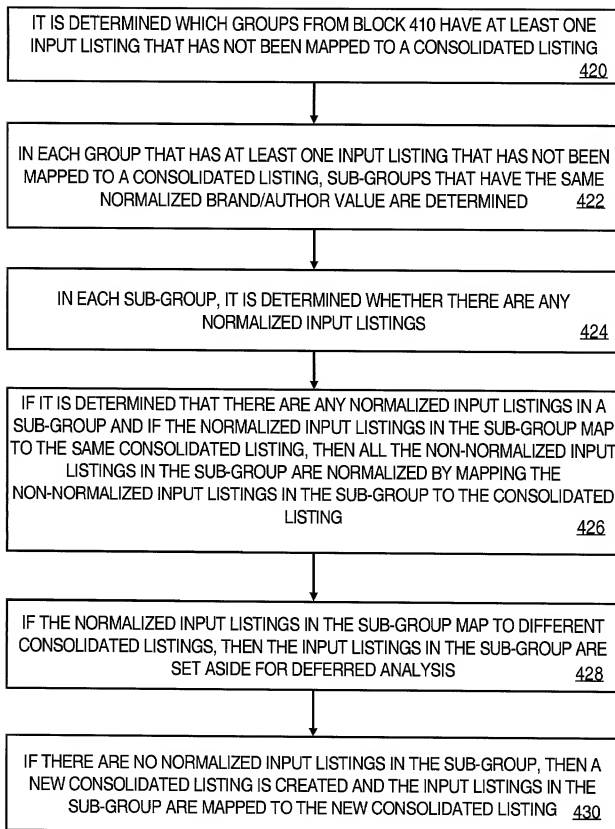 IT IS DETERMINED WHICH GROUPS FROM BLOCK 410 HAVE AT LEAST ONE
INPUT LISTING THAT HAS NOT BEEN MAPPED TO A CONSOLIDATED LISTING
420
IN EACH GROUP THAT HAS AT LEAST ONE INPUT LISTING THAT HAS NOT BEEN
MAPPED TO A CONSOLIDATED LISTING, SUB-GROUPS THAT HAVE THE SAME
NORMALIZED BRAND/AUTHOR VALUE ARE DETERMINED 422
IN EACH SUB-GROUP, IT IS DETERMINED WHETHER THERE ARE ANY
NORMALIZED INPUT LISTINGS 424
IF IT IS DETERMINED THAT THERE ARE ANY NORMALIZED INPUT LISTINGS IN A
SUB-GROUP AND IF THE NORMALIZED INPUT LISTINGS IN THE SUB-GROUP MAP
TO THE SAME CONSOLIDATED LISTING, THEN ALL THE NON-NORMALIZED INPUT
LISTINGS IN THE SUB-GROUP ARE NORMALIZED BY MAPPING THE
NON-NORMALIZED INPUT LISTINGS IN THE SUB-GROUP TO THE CONSOLIDATED
LISTING
426
IF THE NORMALIZED INPUT LISTINGS IN THE SUB-GROUP MAP TO DIFFERENT
CONSOLIDATED LISTINGS, THEN THE INPUT LISTINGS IN THE SUB-GROUP ARE
SET ASIDE FOR DEFERRED ANALYSIS
428
IF THERE ARE NO NORMALIZED INPUT LISTINGS IN THE SUB-GROUP, THEN A
NEW CONSOLIDATED LISTING IS CREATED AND THE INPUT LISTINGS IN THE
SUB-GROUP ARE MAPPED TO THE NEW CONSOLIDATED LISTING 430